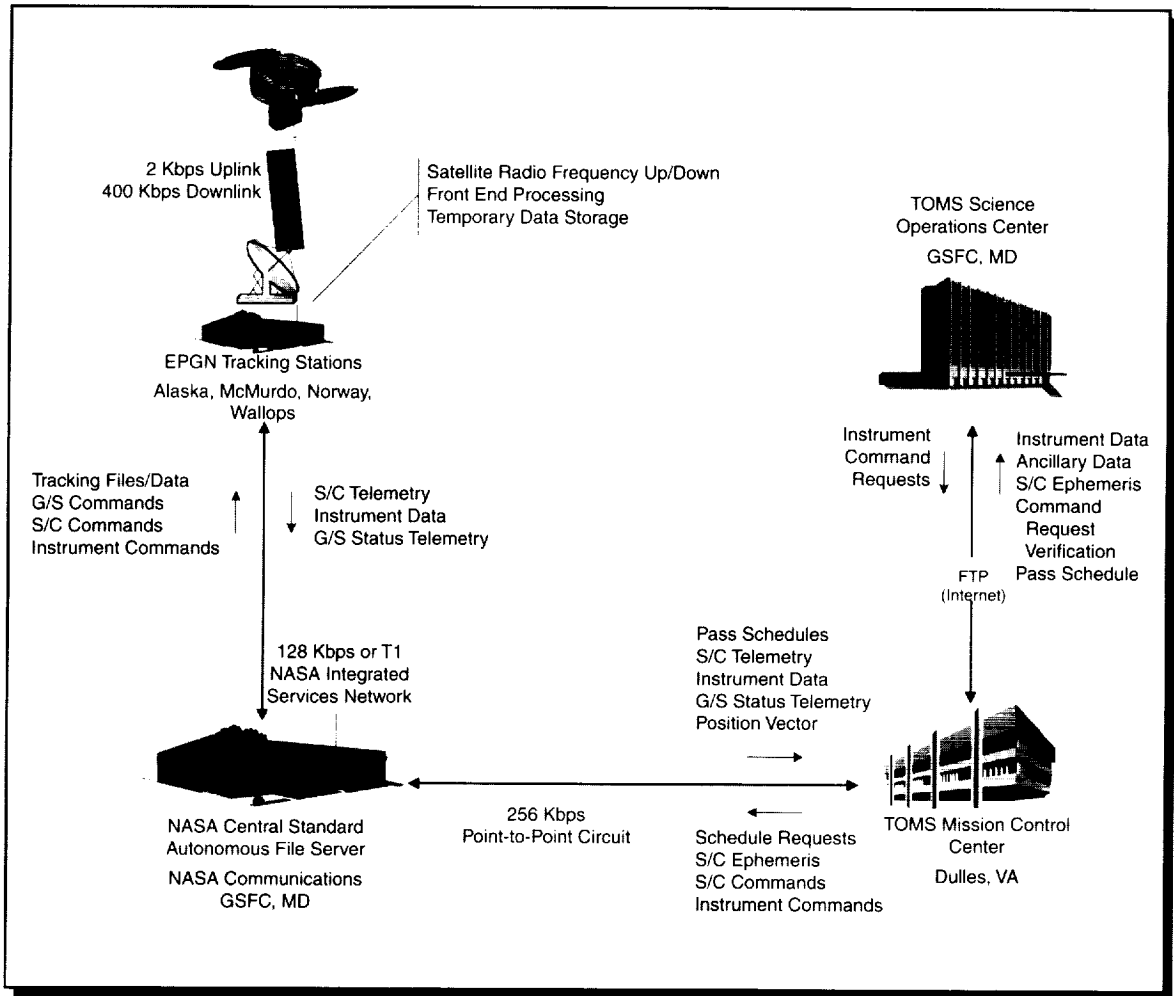 2 Kbps Uplink
400 Kbps Downlink
Satellite Radio Frequency Up/Down
Front End Processing
Temporary Data Storage
EPGN Tracking Stations
Alaska, McMurdo, Norway,
Wallops
TOMS Science
Operations Center
GSFC, MD
Tracking Files/Data
G/S Commands
S/C Commands
Instrument Commands
S/C Telemetry
Instrument Data
G/S Status Telemetry
Instrument
Command
Requests
Instrument Data
Ancillary Data
S/C Ephemeris
Command
Request
Verification
Pass Schedule
FTP
(Internet)
128 Kbps or T1
NASA Integrated
Services Network
Pass Schedules
S/C Telemetry
Instrument Data
G/S Status Telemetry
Position Vector
NASA Central Standard
Autonomous File Server
NASA Communications
GSFC, MD
256 Kbps
Point-to-Point Circuit
Schedule Requests
S/C Ephemeris
S/C Commands
Instrument Commands
TOMS Mission Control
Center
Dulles, VA